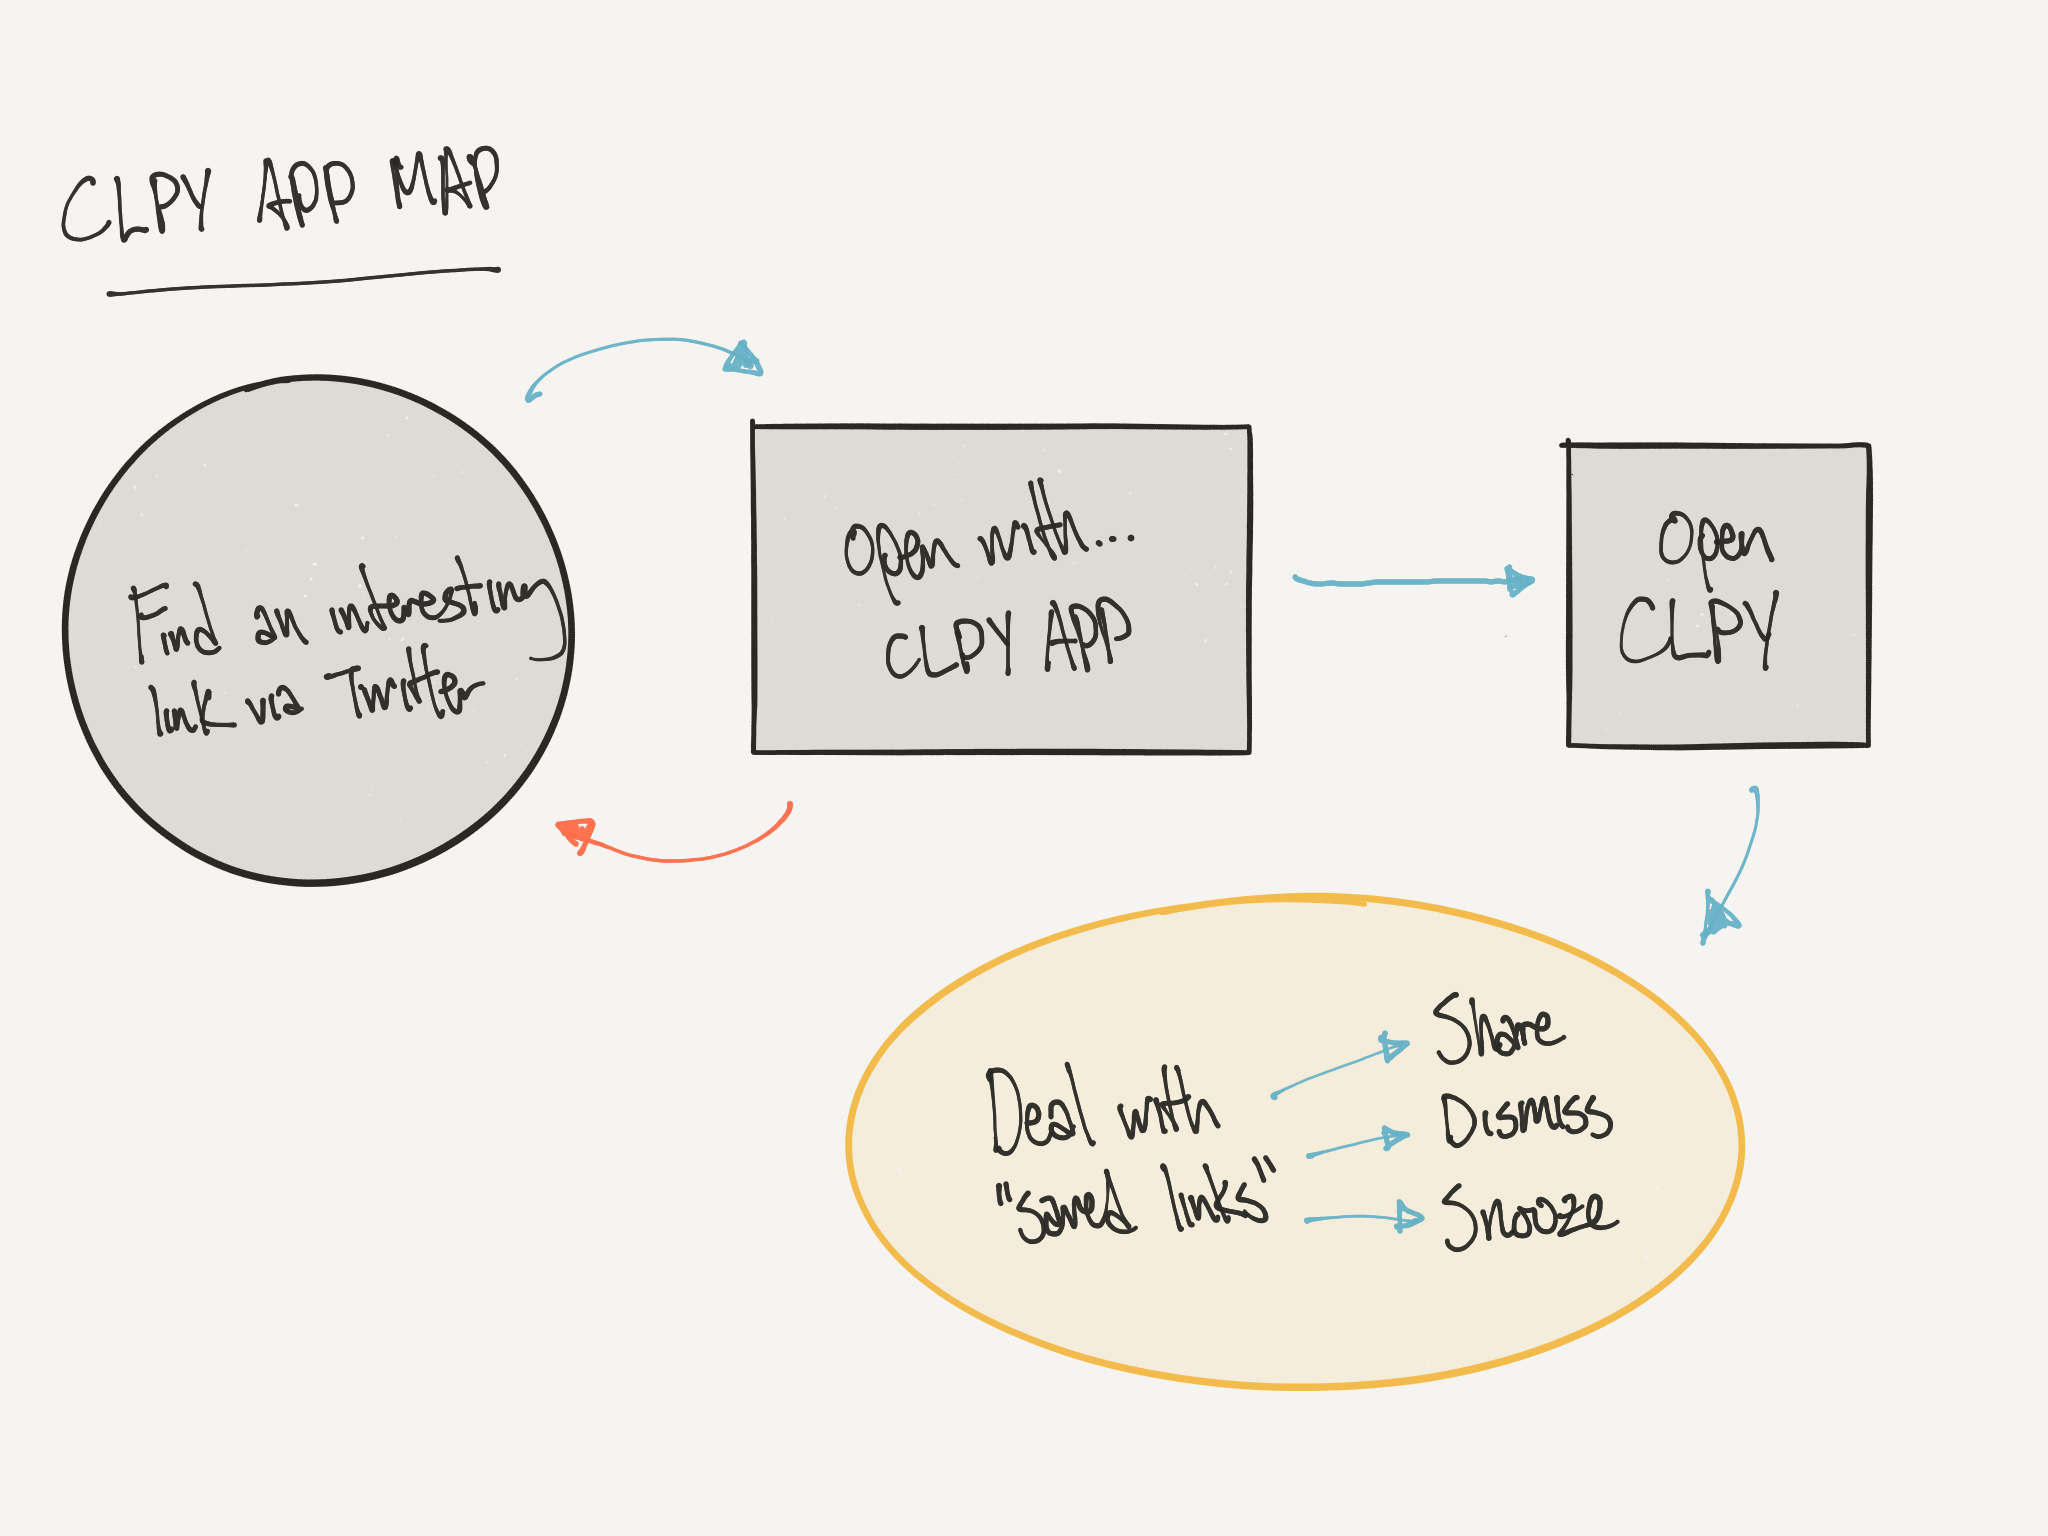 CLPY APP MAP
Find an interesting
link via Twitter
Open with...
CLPY APP
Open
CLPY
Deal with
"saved links"
Share
Dismiss
Snooze